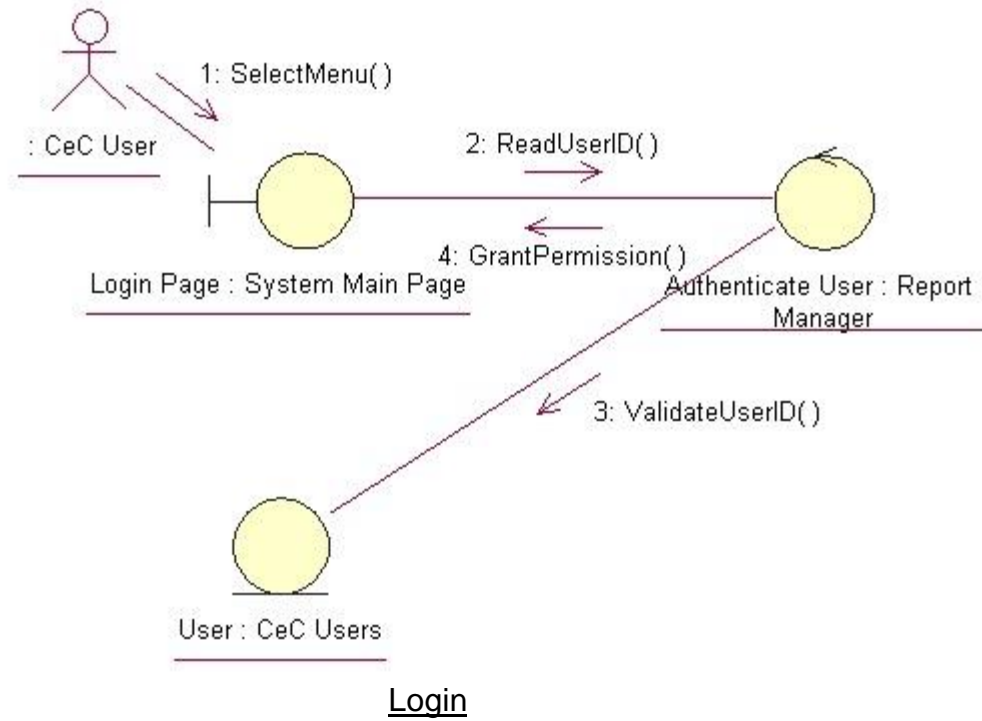 1: SelectMenu( )
: CeC User
2: ReadUserID( )
4: GrantPermission( )
Login Page : System Main Page
Authenticate User : Report
Manager
3: ValidateUserID( )
User : CeC Users
Login